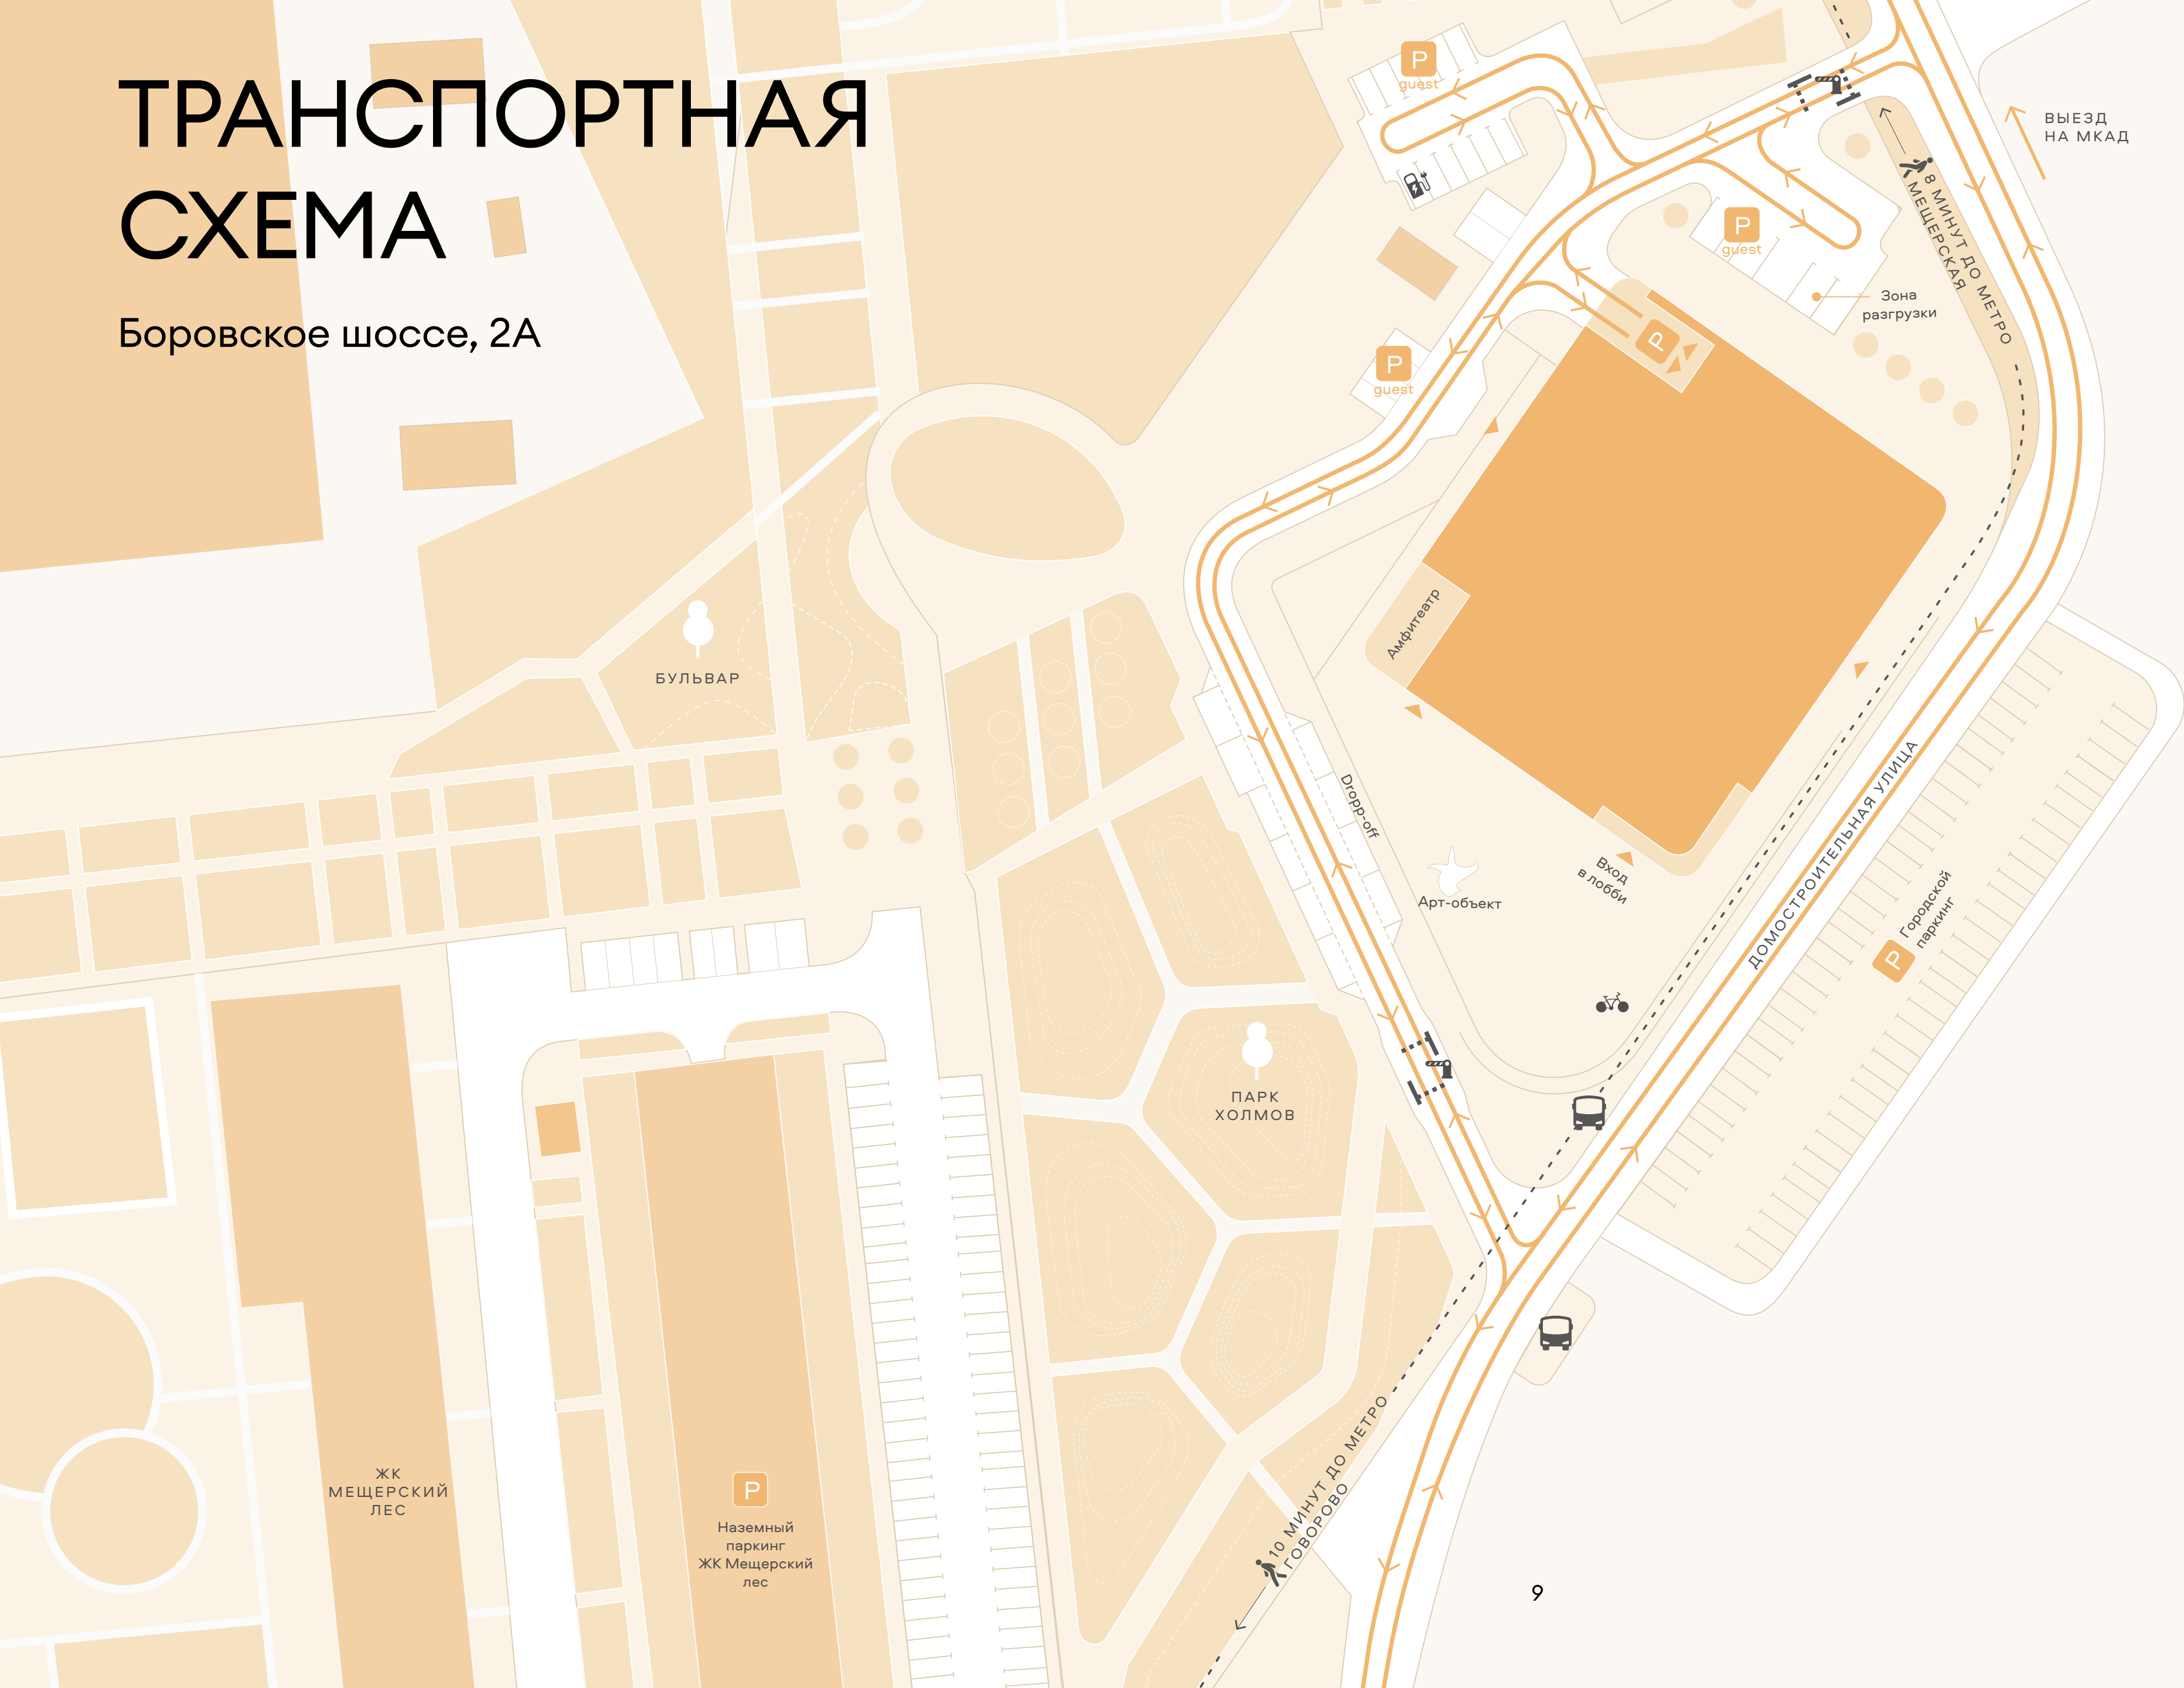 ТРАНСПОРТНАЯ
СХЕМА
Боровское шоссе, 2А
P
guest
ВЫЕЗД
НА МКАД
8 МИНУТ ДО МЕТРО
МЕЩЕРСКАЯ
P
guest
Зона
разгрузки
P
P
guest
Амфитеатр
БУЛЬВАР
Dropp-off
Арт-объект
Вход
в лобби
ДОМОСТРОИТЕЛЬНАЯ УЛИЦА
P
Городской
паркинг
ПАРК
ХОЛМОВ
ЖК
МЕЩЕРСКИЙ
ЛЕС
P
Наземный
паркинг
ЖК Мещерский
лес
10 МИНУТ ДО МЕТРО
ГОВОРОВО
9